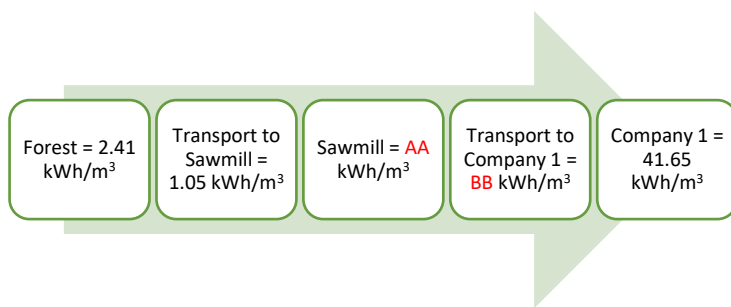 Forest = 2.41
kWh/m³
Transport to
Sawmill =
1.05 kWh/m³
Sawmill = AA
kWh/m³
Transport to
Company 1 =
BB kWh/m³
Company 1 =
41.65
kWh/m³